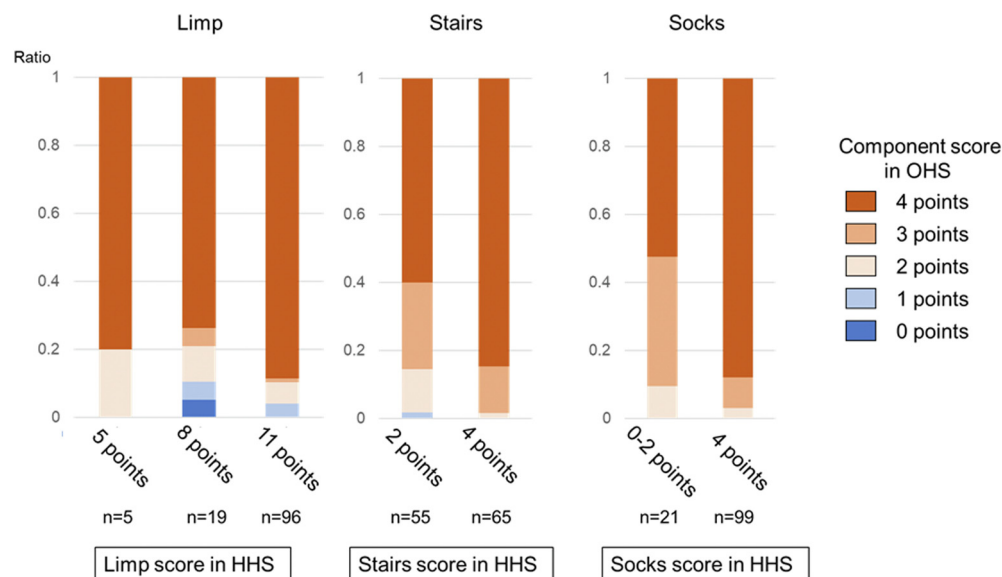 Limp
Stairs
Socks
Ratio
1
0.8
0.6
0.4
0.2
0
5 points
8 points
11 points
n=5
n=19
n=96
Limp score in HHS
1
0.8
0.6
0.4
0.2
0
2 points
4 points
n=55
n=65
Stairs score in HHS
1
0.8
0.6
0.4
0.2
0
0-2 points
4 points
n=21
n=99
Socks score in HHS
Component score
in OHS
4 points
3 points
2 points
1 points
0 points